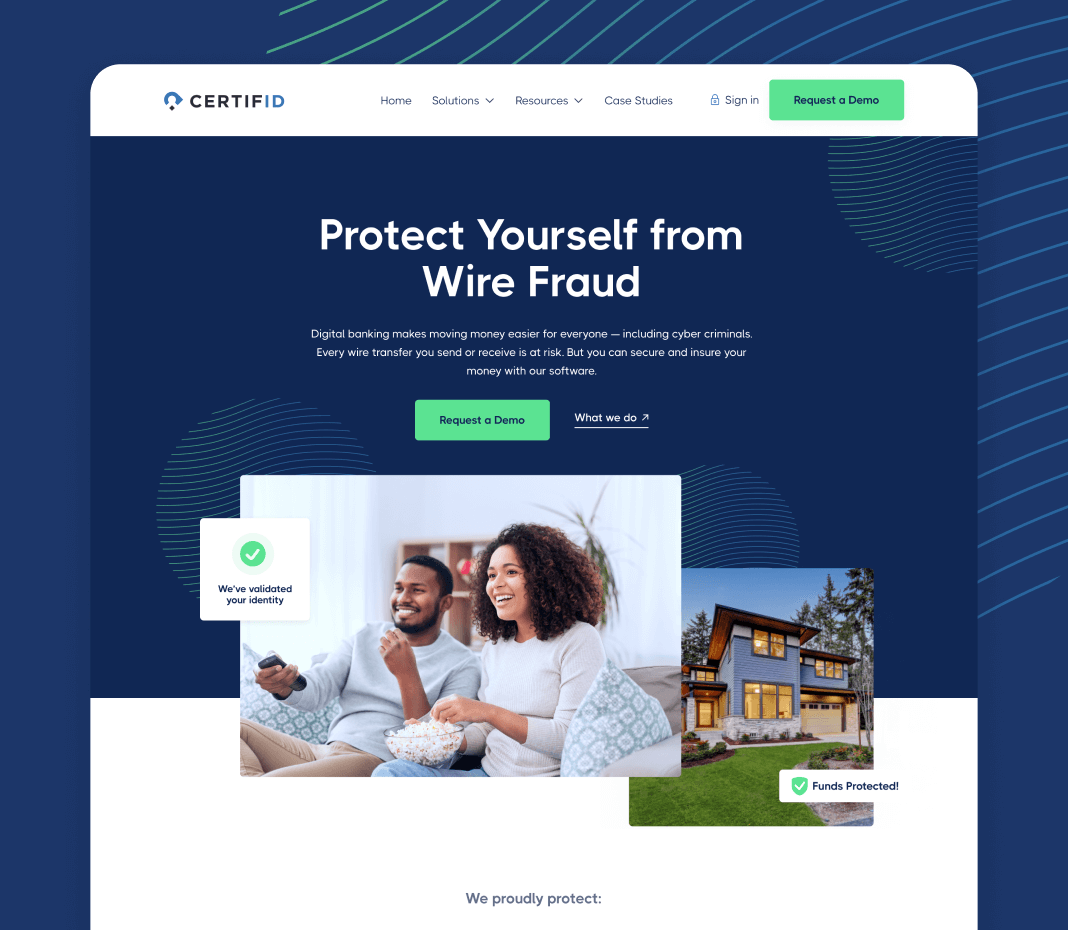 CERTIFID
Home Solutions Resources Case Studies Sign in Request a Demo
Protect Yourself from
Wire Fraud
Digital banking makes moving money easier for everyone — including cyber criminals.
Every wire transfer you send or receive is at risk. But you can secure and insure your
money with our software.
Request a Demo What we do
We've validated
your identity
Funds Protected!
We proudly protect: